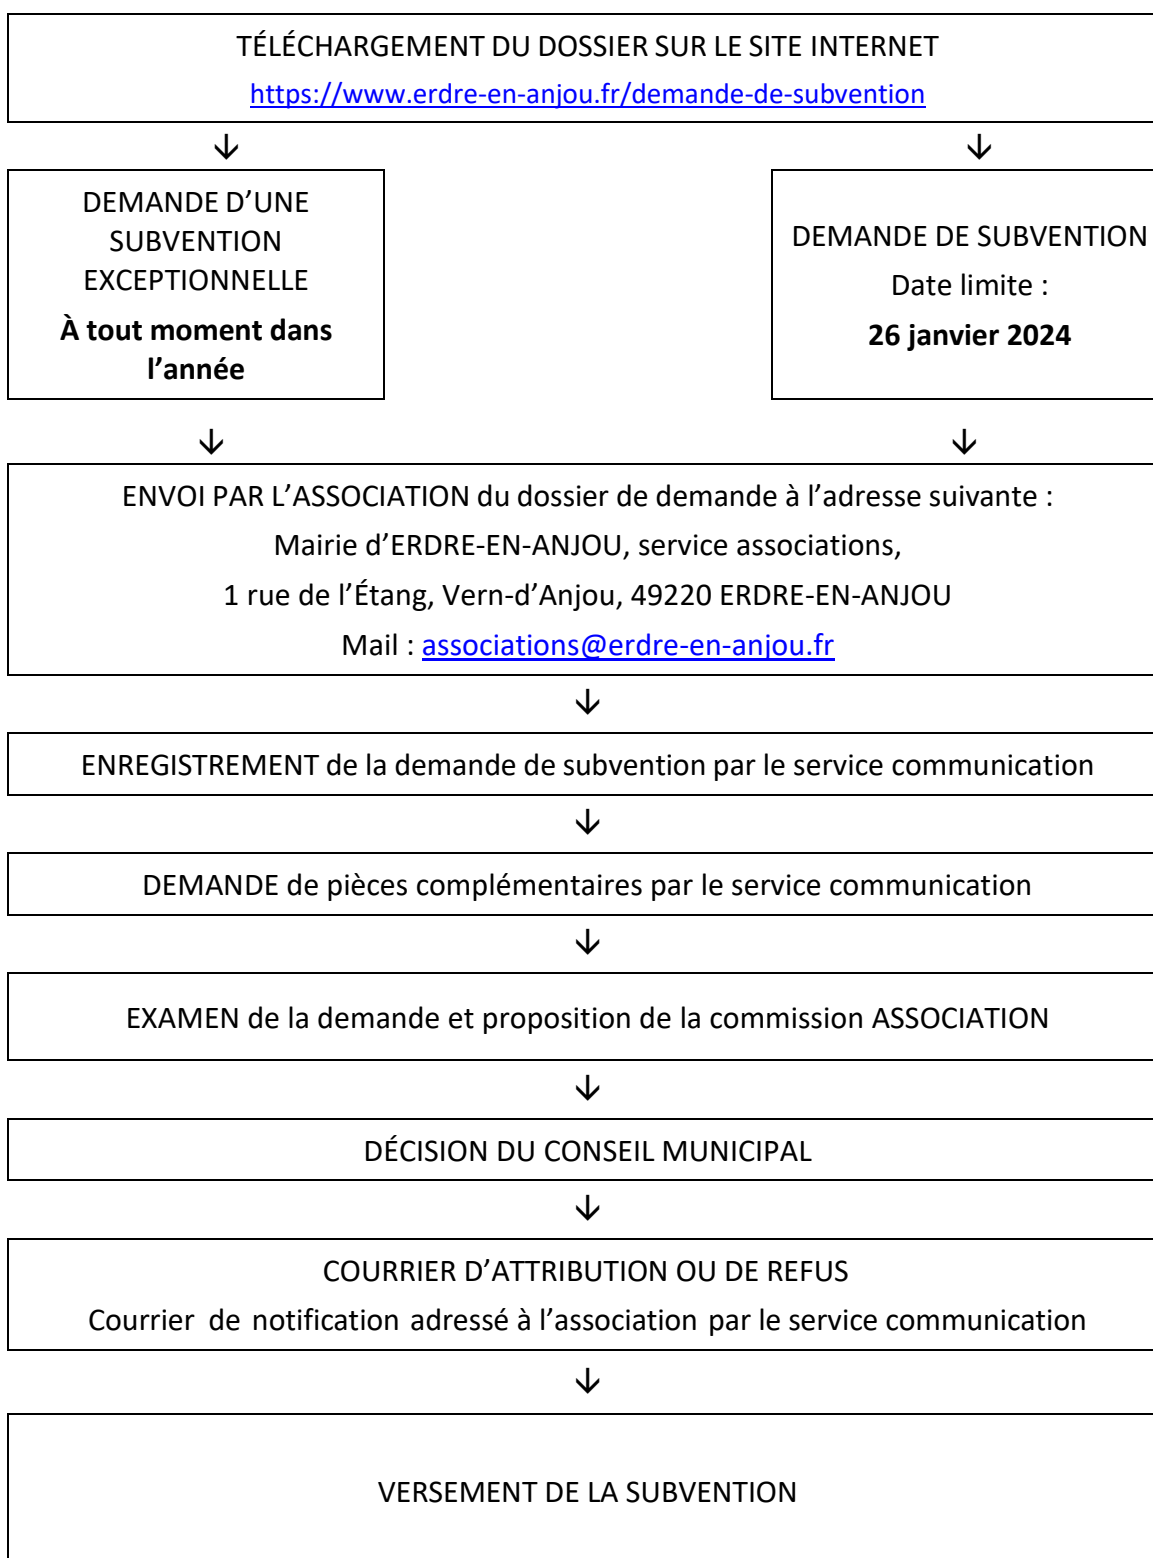 TÉLÉCHARGEMENT DU DOSSIER SUR LE SITE INTERNET
https://www.erdre-en-anjou.fr/demande-de-subvention
DEMANDE D’UNE
SUBVENTION
EXCEPTIONNELLE
À tout moment dans
l’année
DEMANDE DE SUBVENTION
Date limite :
26 janvier 2024
ENVOI PAR L’ASSOCIATION du dossier de demande à l’adresse suivante :
Mairie d’ERDRE-EN-ANJOU, service associations,
1 rue de l’Étang, Vern-d’Anjou, 49220 ERDRE-EN-ANJOU
Mail : associations@erdre-en-anjou.fr
ENREGISTREMENT de la demande de subvention par le service communication
DEMANDE de pièces complémentaires par le service communication
EXAMEN de la demande et proposition de la commission ASSOCIATION
DÉCISION DU CONSEIL MUNICIPAL
COURRIER D’ATTRIBUTION OU DE REFUS
Courrier de notification adressé à l’association par le service communication
VERSEMENT DE LA SUBVENTION